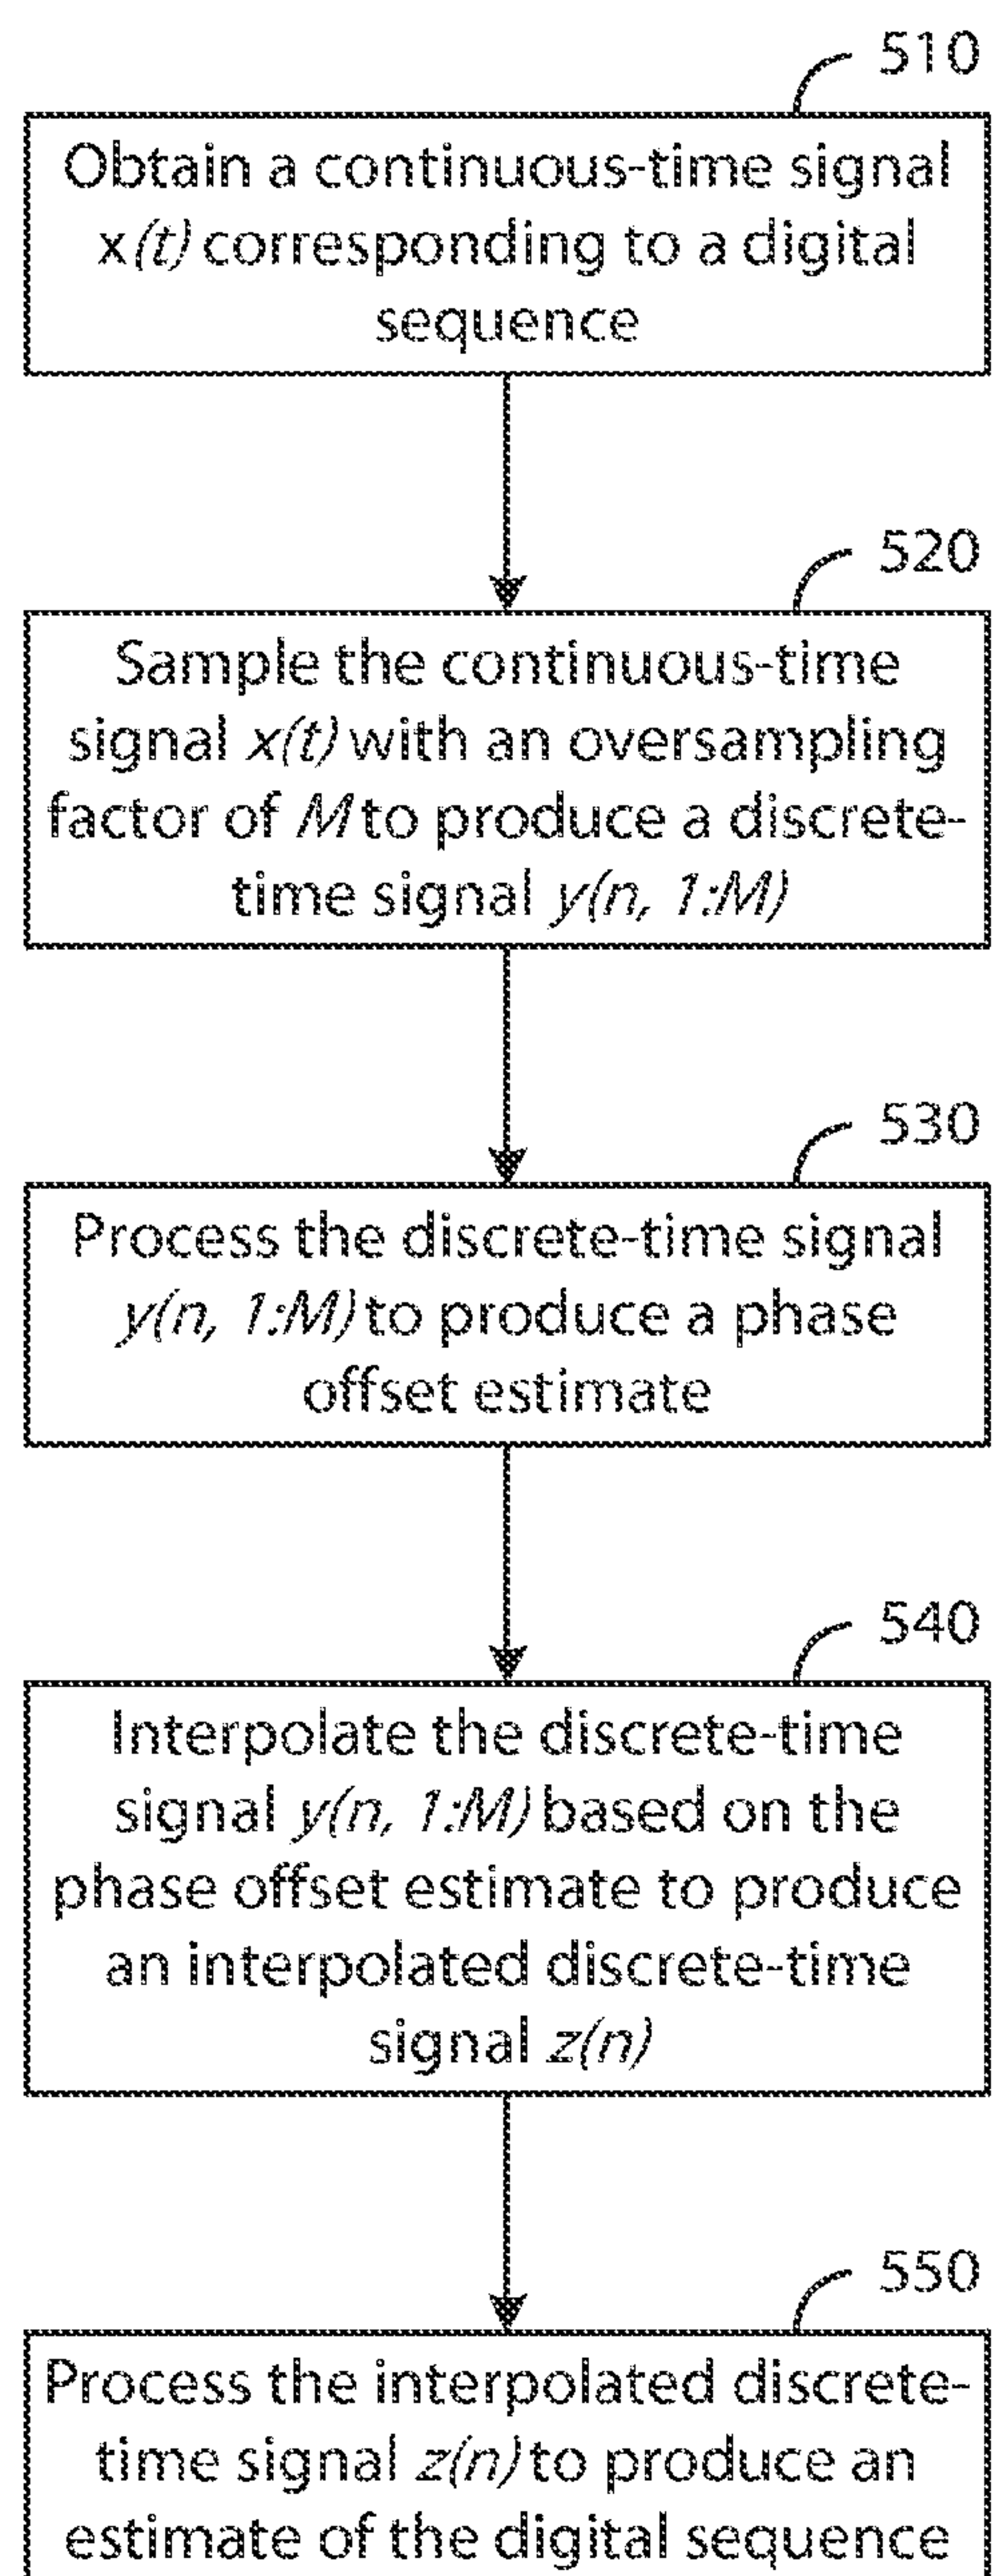 510
Obtain a continuous-time signal
x(t) corresponding to a digital
sequence
520
Sample the continuous-time
signal x(t) with an oversampling
factor of M to produce a discrete-
time signal y(n, 1:M)
530
Process the discrete-time signal
y(n, 1:M) to produce a phase
offset estimate
540
Interpolate the discrete-time
signal y(n, 1:M) based on the
phase offset estimate to produce
an interpolated discrete-time
signal z(n)
550
Process the interpolated discrete-
time signal z(n) to produce an
estimate of the digital sequence